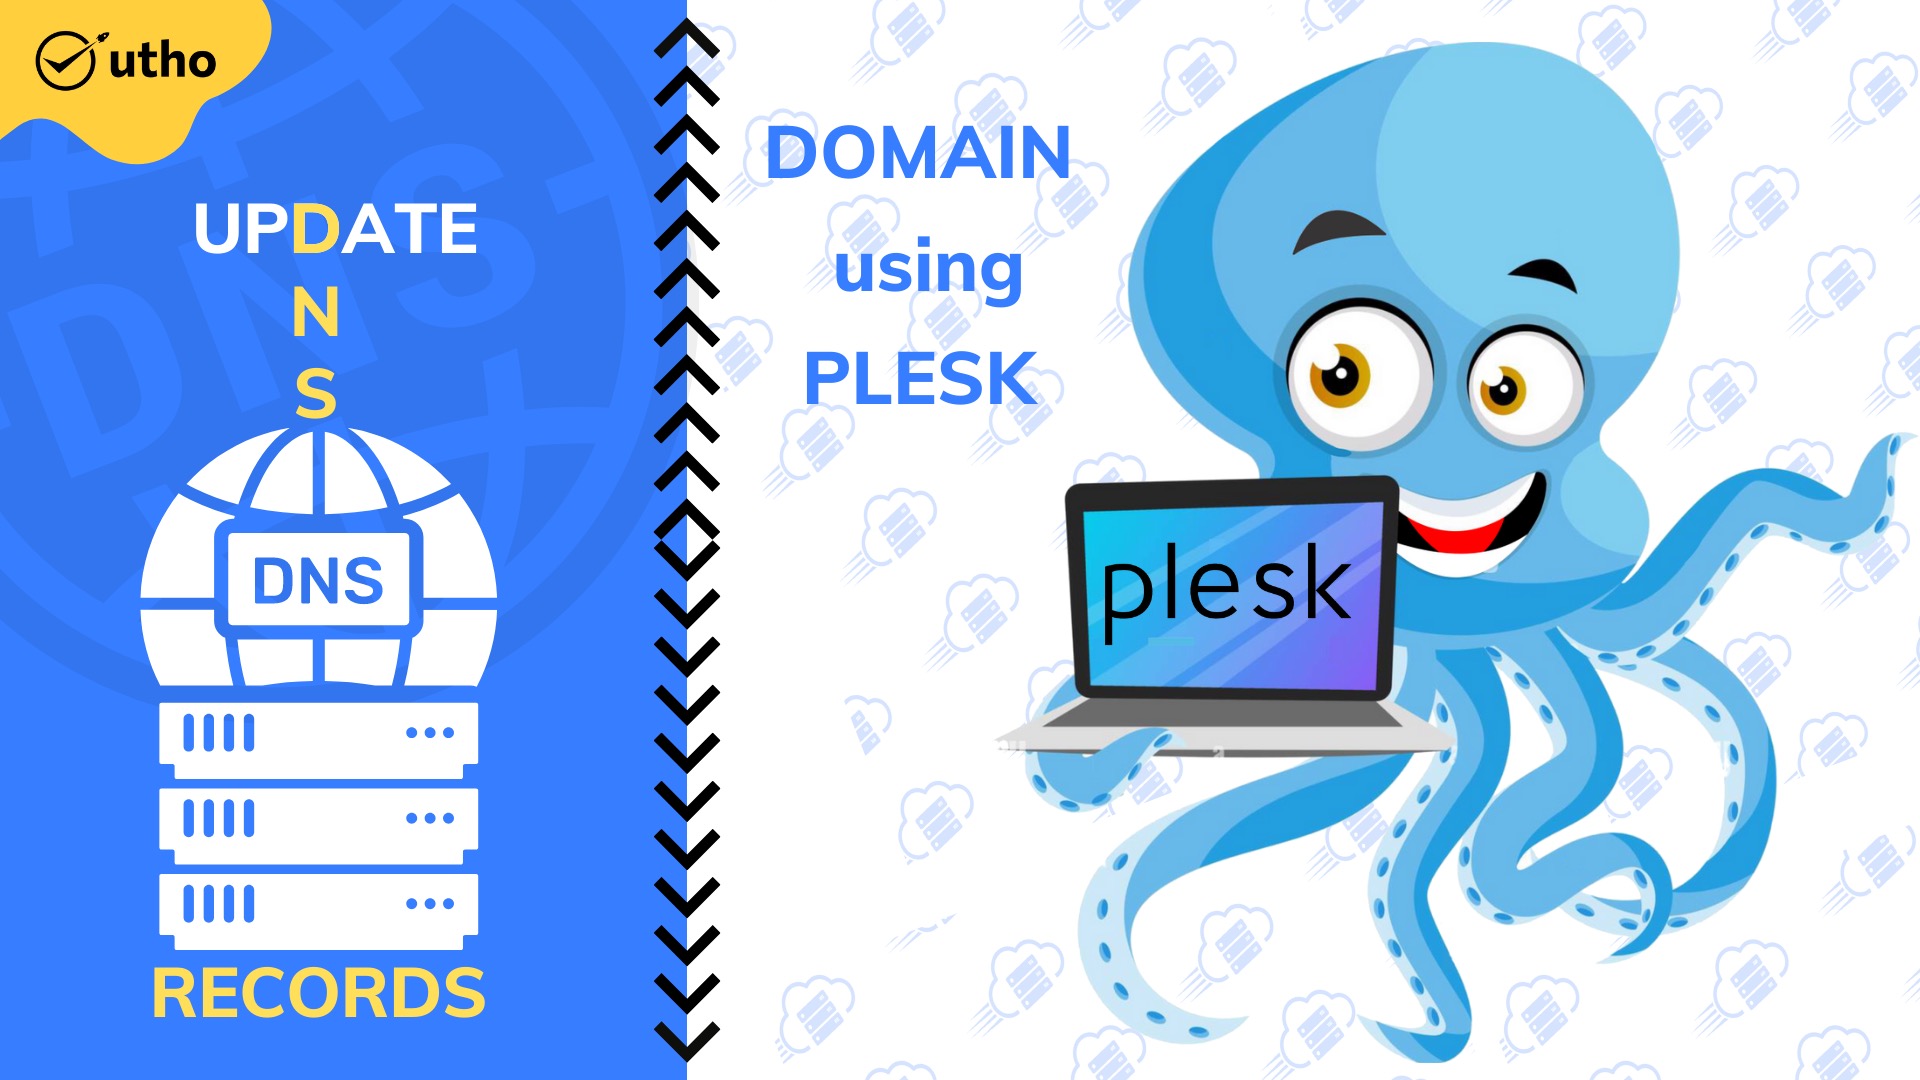 utho
UPDATE
N
S
DNS
RECORDS
DOMAIN
using
PLESK
plesk